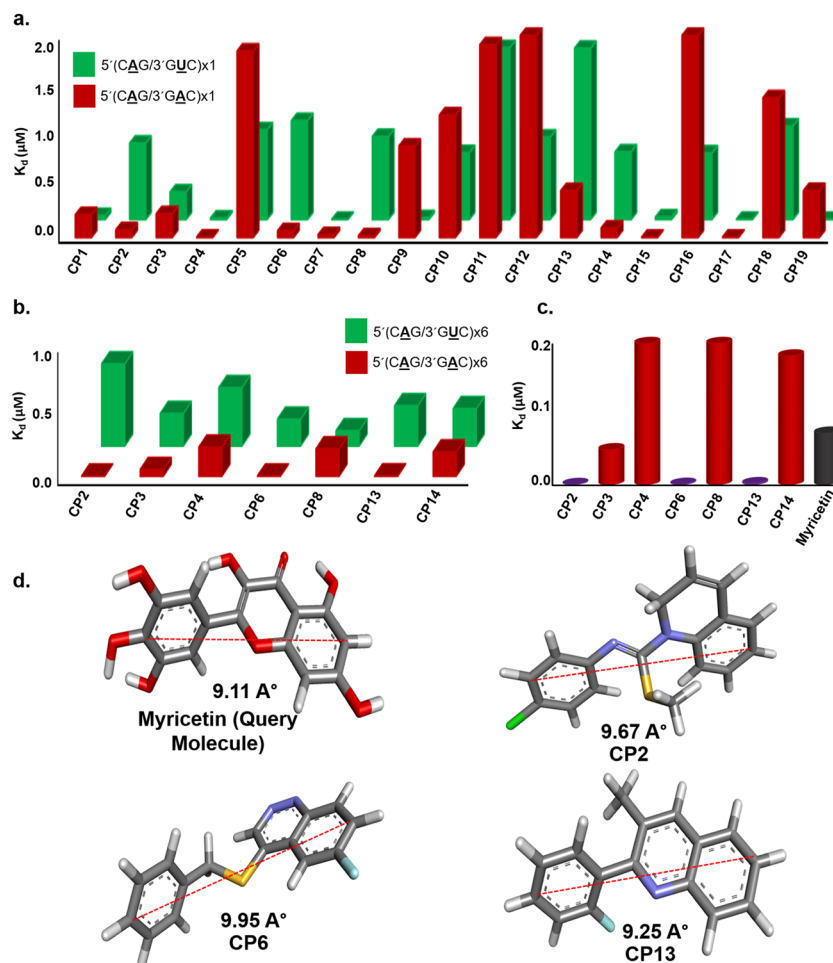 a.
2.0
1.5
1.0
0.5
0.0
K_d (µM)
5´(CAG/3´GUC)x1
5´(CAG/3´GAC)x1
CP1
CP2
CP3
CP4
CP5
CP6
CP7
CP8
CP9
CP10
CP11
CP12
CP13
CP14
CP15
CP16
CP17
CP18
CP19
b.
1.0
0.5
0.0
K_d (µM)
5´(CAG/3´GUC)x6
5´(CAG/3´GAC)x6
CP2
CP3
CP4
CP6
CP8
CP13
CP14
c.
0.2
0.1
0.0
K_d (µM)
CP2
CP3
CP4
CP6
CP8
CP13
CP14
Myricetin
d.
9.11 A°
Myricetin (Query
Molecule)
9.67 A°
CP2
9.95 A°
CP6
9.25 A°
CP13